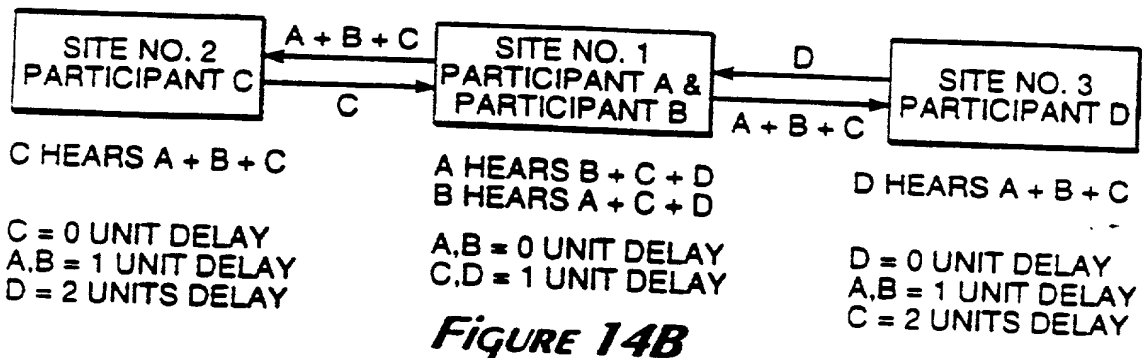 SITE NO. 2
PARTICIPANT C
A + B + C
C
SITE NO. 1
PARTICIPANT A &
PARTICIPANT B
D
A + B + C
SITE NO. 3
PARTICIPANT D
C HEARS A + B + C
C = 0 UNIT DELAY
A,B = 1 UNIT DELAY
D = 2 UNITS DELAY
A HEARS B + C + D
B HEARS A + C + D
A,B = 0 UNIT DELAY
C,D = 1 UNIT DELAY
D HEARS A + B + C
D = 0 UNIT DELAY
A,B = 1 UNIT DELAY
C = 2 UNITS DELAY
FIGURE 14B